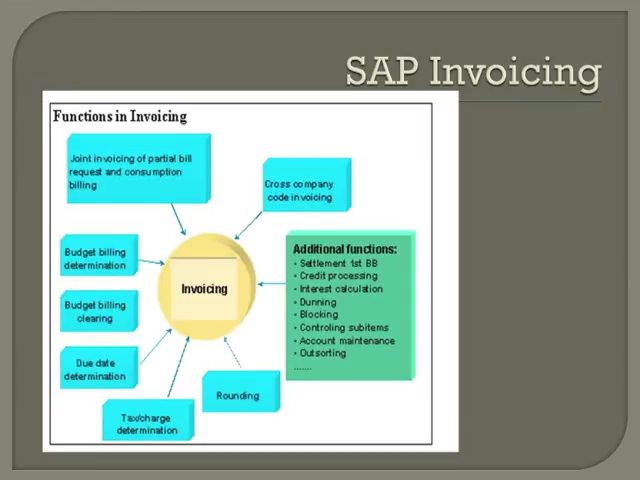 SAP Invoicing
Functions in Invoicing
Joint invoicing of partial bill
request and consumption
billing
Cross company
code invoicing
Budget billing
determination
Additional functions:
• Settlement 1st BB
• Credit processing
• Interest calculation
• Dunning
• Blocking
• Controling subitems
• Account maintenance
• Outsorting
.......
Invoicing
Budget billing
clearing
Due date
determination
Rounding
Tax/charge
determination